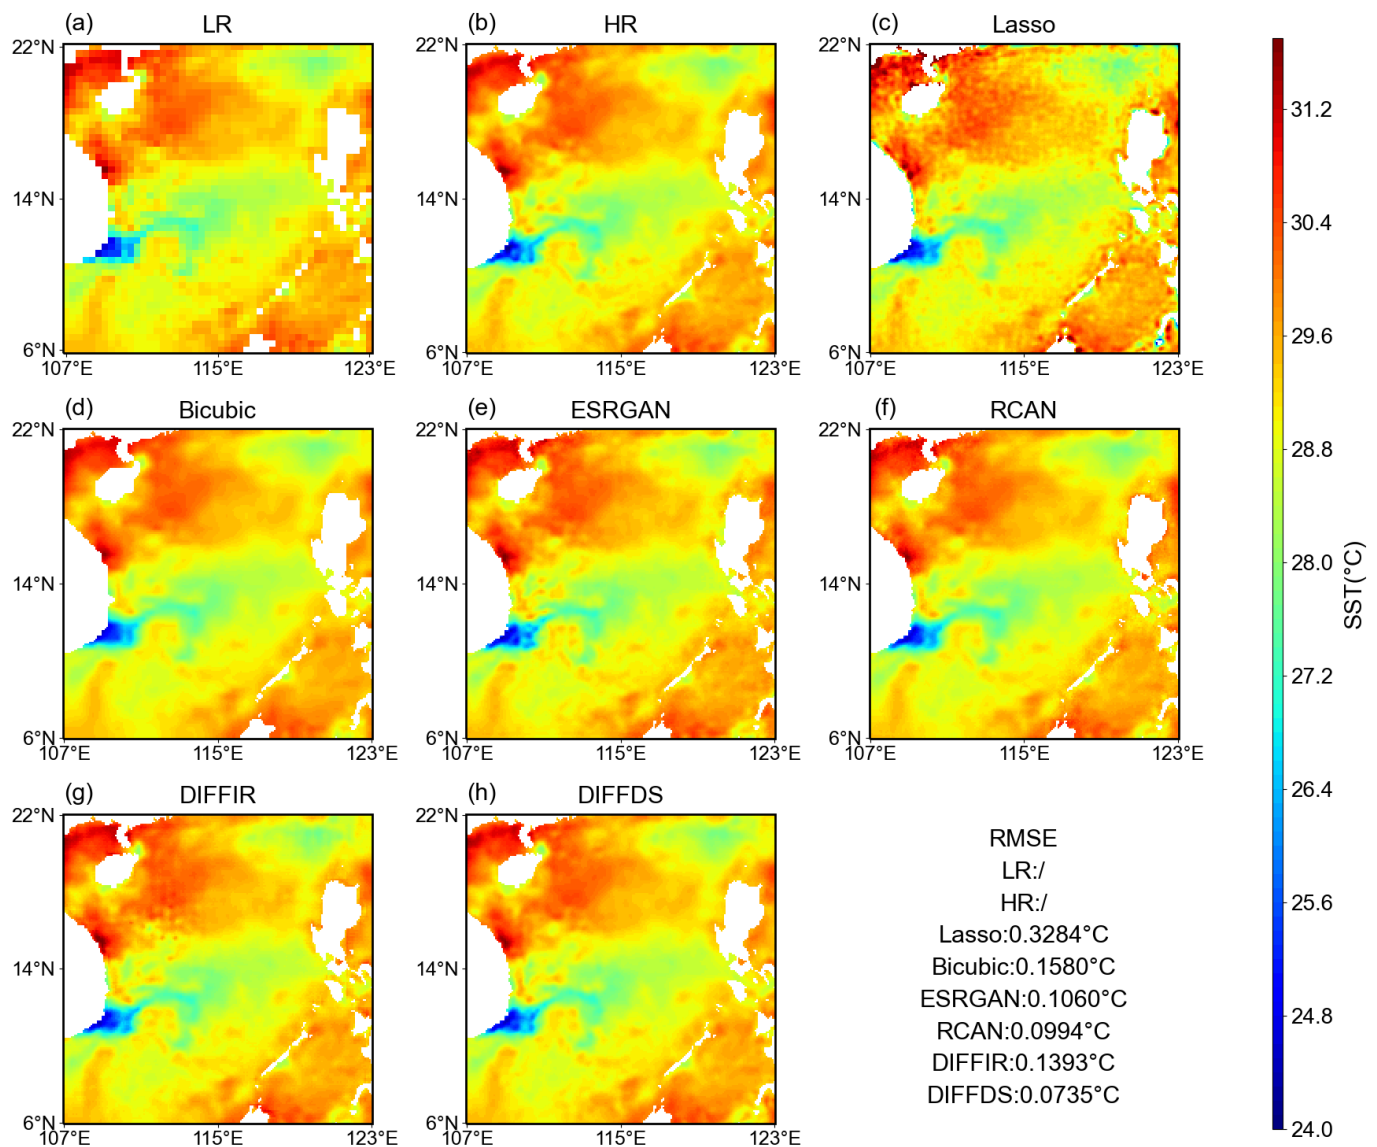 (a) LR
22°N
14°N
6°N
107°E 115°E 123°E
(b) HR
22°N
14°N
6°N
107°E 115°E 123°E
(c) Lasso
22°N
14°N
6°N
107°E 115°E 123°E
(d) Bicubic
22°N
14°N
6°N
107°E 115°E 123°E
(e) ESRGAN
22°N
14°N
6°N
107°E 115°E 123°E
(f) RCAN
22°N
14°N
6°N
107°E 115°E 123°E
(g) DIFFIR
22°N
14°N
6°N
107°E 115°E 123°E
(h) DIFFDS
22°N
14°N
6°N
107°E 115°E 123°E
RMSE
LR:/
HR:/
Lasso:0.3284°C
Bicubic:0.1580°C
ESRGAN:0.1060°C
RCAN:0.0994°C
DIFFIR:0.1393°C
DIFFDS:0.0735°C
31.2
30.4
29.6
28.8
28.0
27.2
26.4
25.6
24.8
24.0
SST(°C)